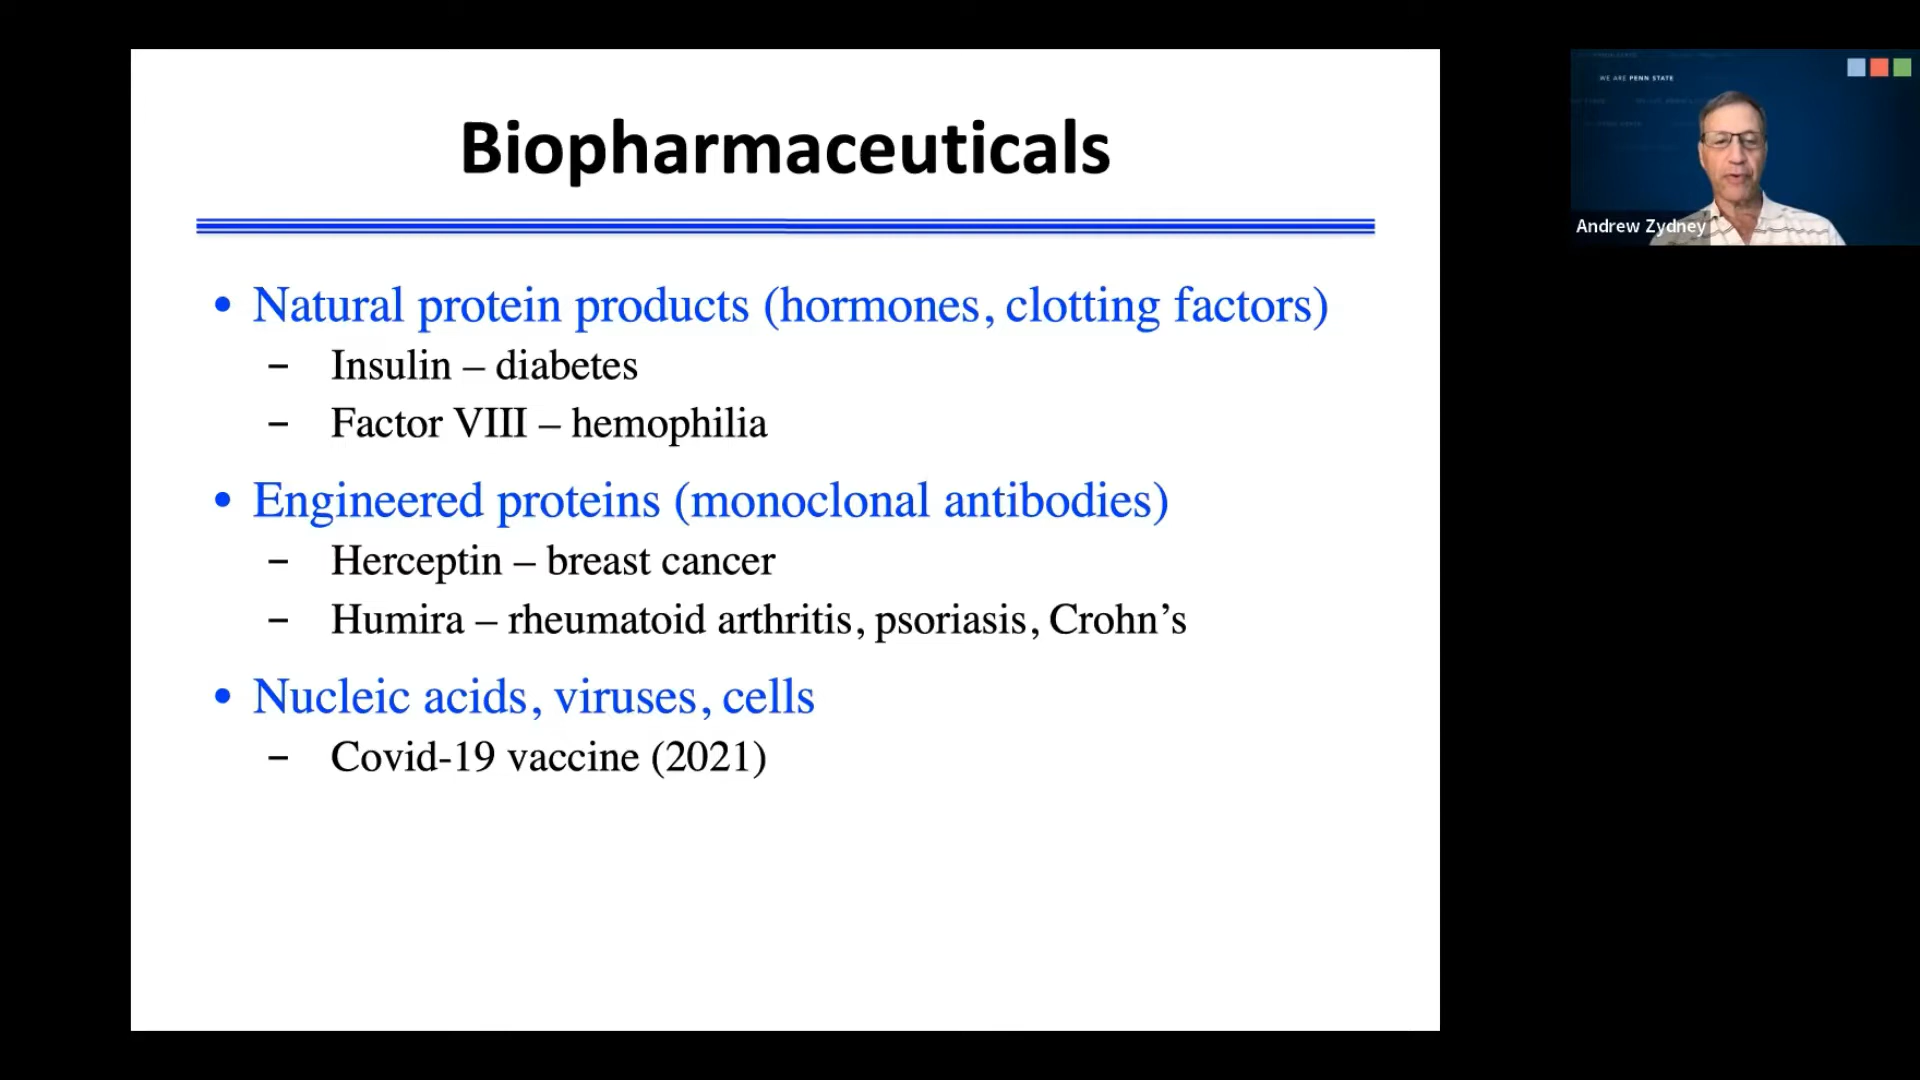 Biopharmaceuticals
• Natural protein products (hormones, clotting factors)
– Insulin – diabetes
– Factor VIII – hemophilia
• Engineered proteins (monoclonal antibodies)
– Herceptin – breast cancer
– Humira – rheumatoid arthritis, psoriasis, Crohn’s
• Nucleic acids, viruses, cells
– Covid-19 vaccine (2021)
WE ARE PENN STATE
Andrew Zydney